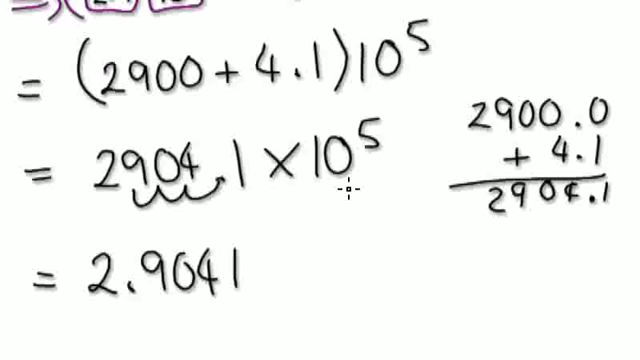 = (2900 + 4.1)10⁵
= 2904.1 × 10⁵
= 2.9041
2900.0
+ 4.1
2904.1